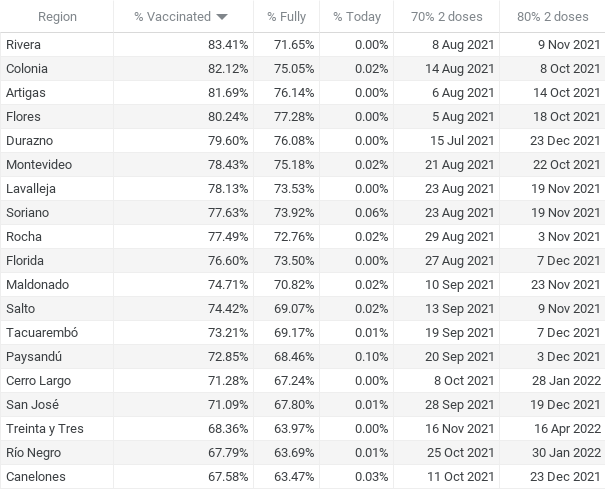 Region % Vaccinated % Fully % Today 70% 2 doses 80% 2 doses
Rivera 83.41% 71.65% 0.00% 8 Aug 2021 9 Nov 2021
Colonia 82.12% 75.05% 0.02% 14 Aug 2021 8 Oct 2021
Artigas 81.69% 76.14% 0.00% 6 Aug 2021 14 Oct 2021
Flores 80.24% 77.28% 0.00% 5 Aug 2021 18 Oct 2021
Durazno 79.60% 76.08% 0.00% 15 Jul 2021 23 Dec 2021
Montevideo 78.43% 75.18% 0.02% 21 Aug 2021 22 Oct 2021
Lavalleja 78.13% 73.53% 0.00% 23 Aug 2021 19 Nov 2021
Soriano 77.63% 73.92% 0.06% 23 Aug 2021 19 Nov 2021
Rocha 77.49% 72.76% 0.02% 29 Aug 2021 3 Nov 2021
Florida 76.60% 73.50% 0.00% 27 Aug 2021 7 Dec 2021
Maldonado 74.71% 70.82% 0.02% 10 Sep 2021 23 Nov 2021
Salto 74.42% 69.07% 0.02% 13 Sep 2021 9 Nov 2021
Tacuarembó 73.21% 69.17% 0.01% 19 Sep 2021 7 Dec 2021
Paysandú 72.85% 68.46% 0.10% 20 Sep 2021 3 Dec 2021
Cerro Largo 71.28% 67.24% 0.00% 8 Oct 2021 28 Jan 2022
San José 71.09% 67.80% 0.01% 28 Sep 2021 19 Dec 2021
Treinta y Tres 68.36% 63.97% 0.00% 16 Nov 2021 16 Apr 2022
Río Negro 67.79% 63.69% 0.01% 25 Oct 2021 30 Jan 2022
Canelones 67.58% 63.47% 0.03% 11 Oct 2021 23 Dec 2021